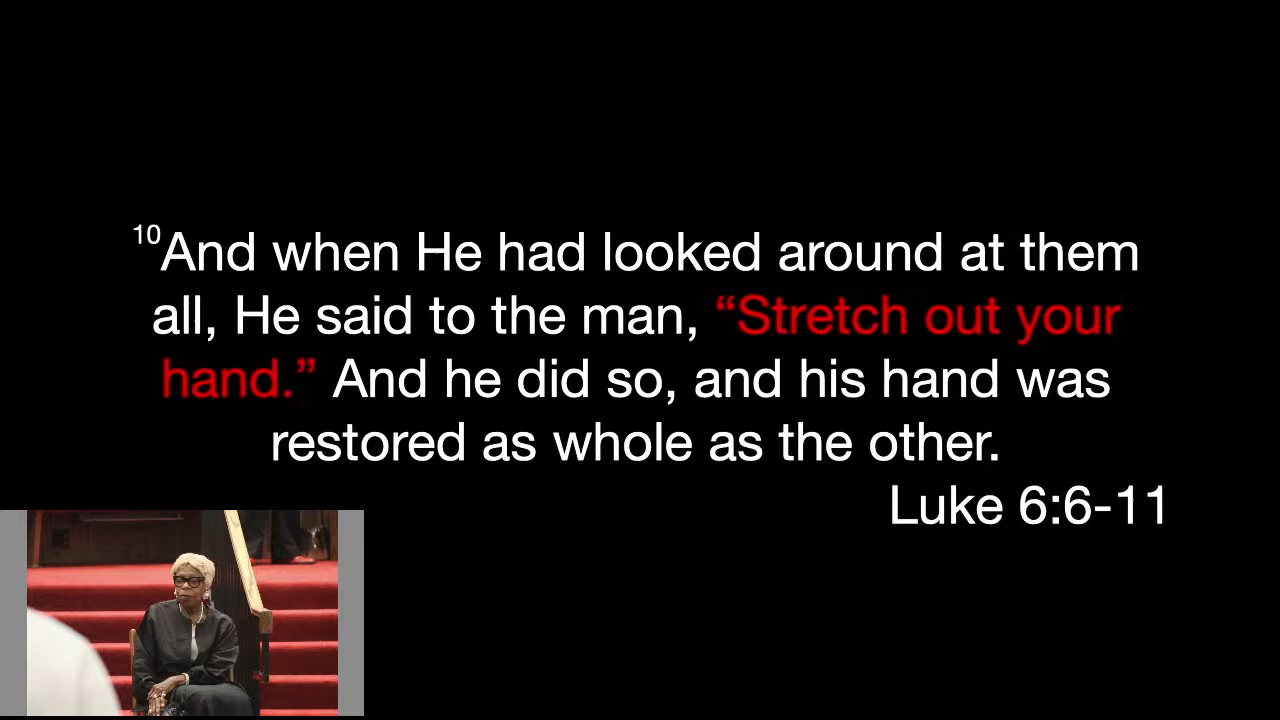 10And when He had looked around at them
all, He said to the man, “Stretch out your
hand.” And he did so, and his hand was
restored as whole as the other.
Luke 6:6-11